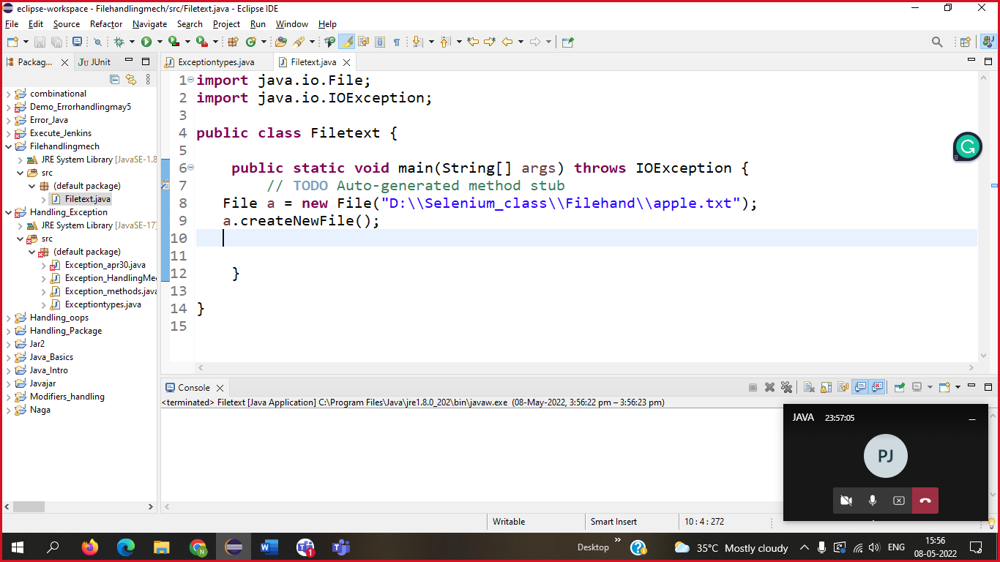 eclipse-workspace - Filehandlingmech/src/Filetext.java - Eclipse IDE
File Edit Source Refactor Navigate Search Project Run Window Help
Packag... JUnit
Exceptiontypes.java Filetext.java
combinational
Demo_Errorhandlingmay5
Error_Java
Execute_Jenkins
Filehandlingmech
JRE System Library [JavaSE-1.8
src
(default package)
Filetext.java
Handling_Exception
JRE System Library [JavaSE-17]
src
(default package)
Exception_apr30.java
Exception_HandlingMe
Exception_methods.java
Exceptiontypes.java
Handling_oops
Handling_Package
Jar2
Java_Basics
Java_Intro
Javajar
Modifiers_handling
Naga
1 import java.io.File;
2 import java.io.IOException;
3
4 public class Filetext {
5
6 public static void main(String[] args) throws IOException {
7 // TODO Auto-generated method stub
8 File a = new File("D:\\Selenium_class\\Filehand\\apple.txt");
9 a.createNewFile();
10
11
12 }
13
14 }
15
Console
<terminated> Filetext [Java Application] C:\Program Files\Java\jre1.8.0_202\bin\javaw.exe (08-May-2022, 3:56:22 pm – 3:56:23 pm)
JAVA 23:57:05
PJ
Writable Smart Insert 10 : 4 : 272
Desktop 35°C Mostly cloudy ENG 15:56
08-05-2022